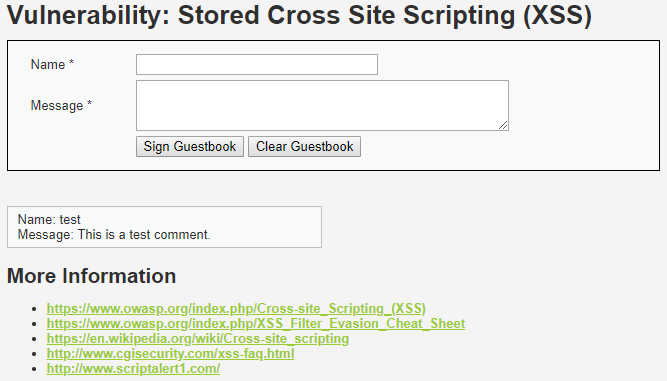 Vulnerability: Stored Cross Site Scripting (XSS)
Name *
Message *
Sign Guestbook Clear Guestbook
Name: test
Message: This is a test comment.
More Information
https://www.owasp.org/index.php/Cross-site_Scripting_(XSS)
https://www.owasp.org/index.php/XSS_Filter_Evasion_Cheat_Sheet
https://en.wikipedia.org/wiki/Cross-site_scripting
http://www.cgisecurity.com/xss-faq.html
http://www.scriptalert1.com/